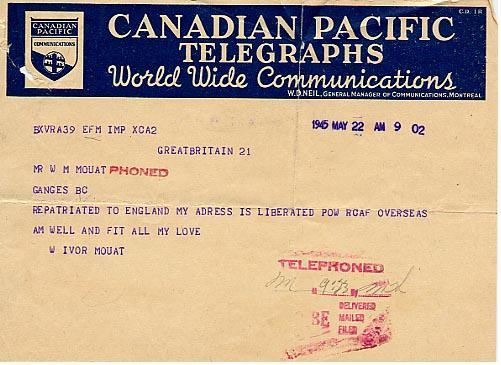 C.D. 1R
CANADIAN PACIFIC
COMMUNICATIONS
CANADIAN PACIFIC
TELEGRAPHS
World Wide Communications
W.D.NEIL, GENERAL MANAGER OF COMMUNICATIONS, MONTREAL
BXVRA39 EFM IMP XCA2
1945 MAY 22 AM 9 02
GREATBRITAIN 21
MR W M MOUAT PHONED
GANGES BC
REPATRIATED TO ENGLAND MY ADRESS IS LIBERATED POW RCAF OVERSEAS
AM WELL AND FIT ALL MY LOVE
W IVOR MOUAT
TELEPHONED
BY
DELIVERED
MAILED
FILED